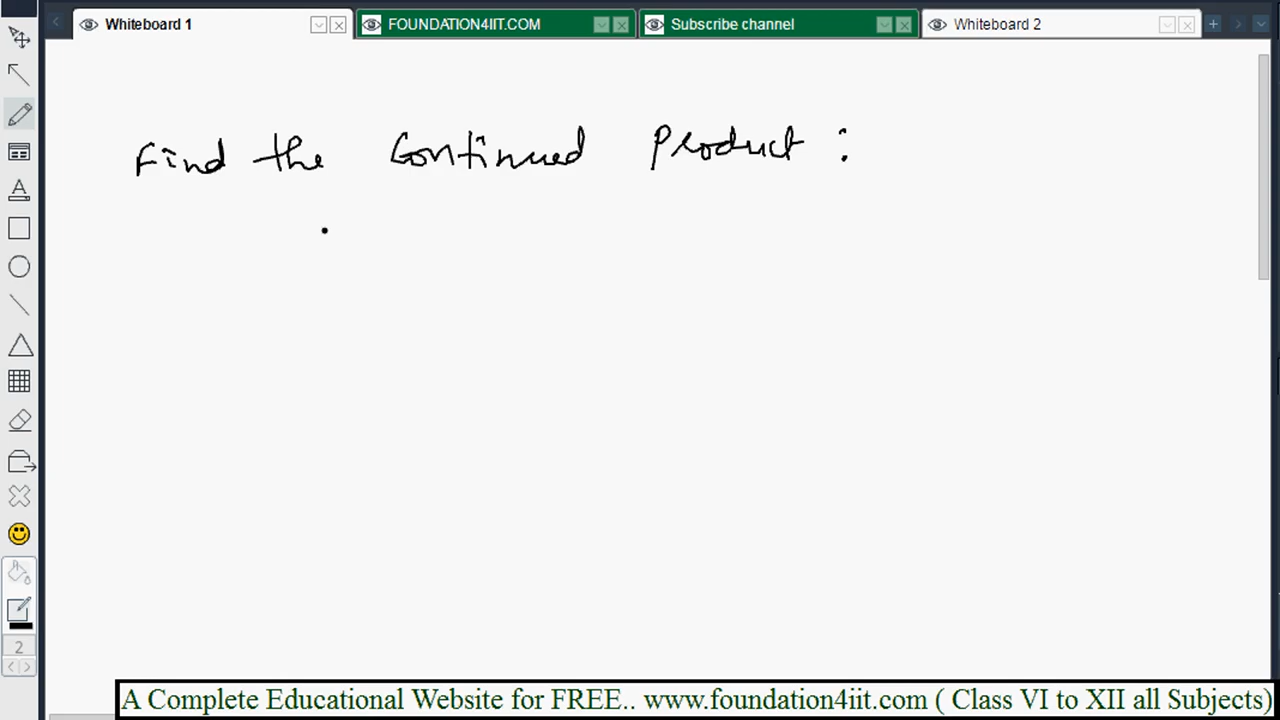 Whiteboard 1 FOUNDATION4IIT.COM Subscribe channel Whiteboard 2
Find the Continued Product :
2
A Complete Educational Website for FREE.. www.foundation4iit.com ( Class VI to XII all Subjects)